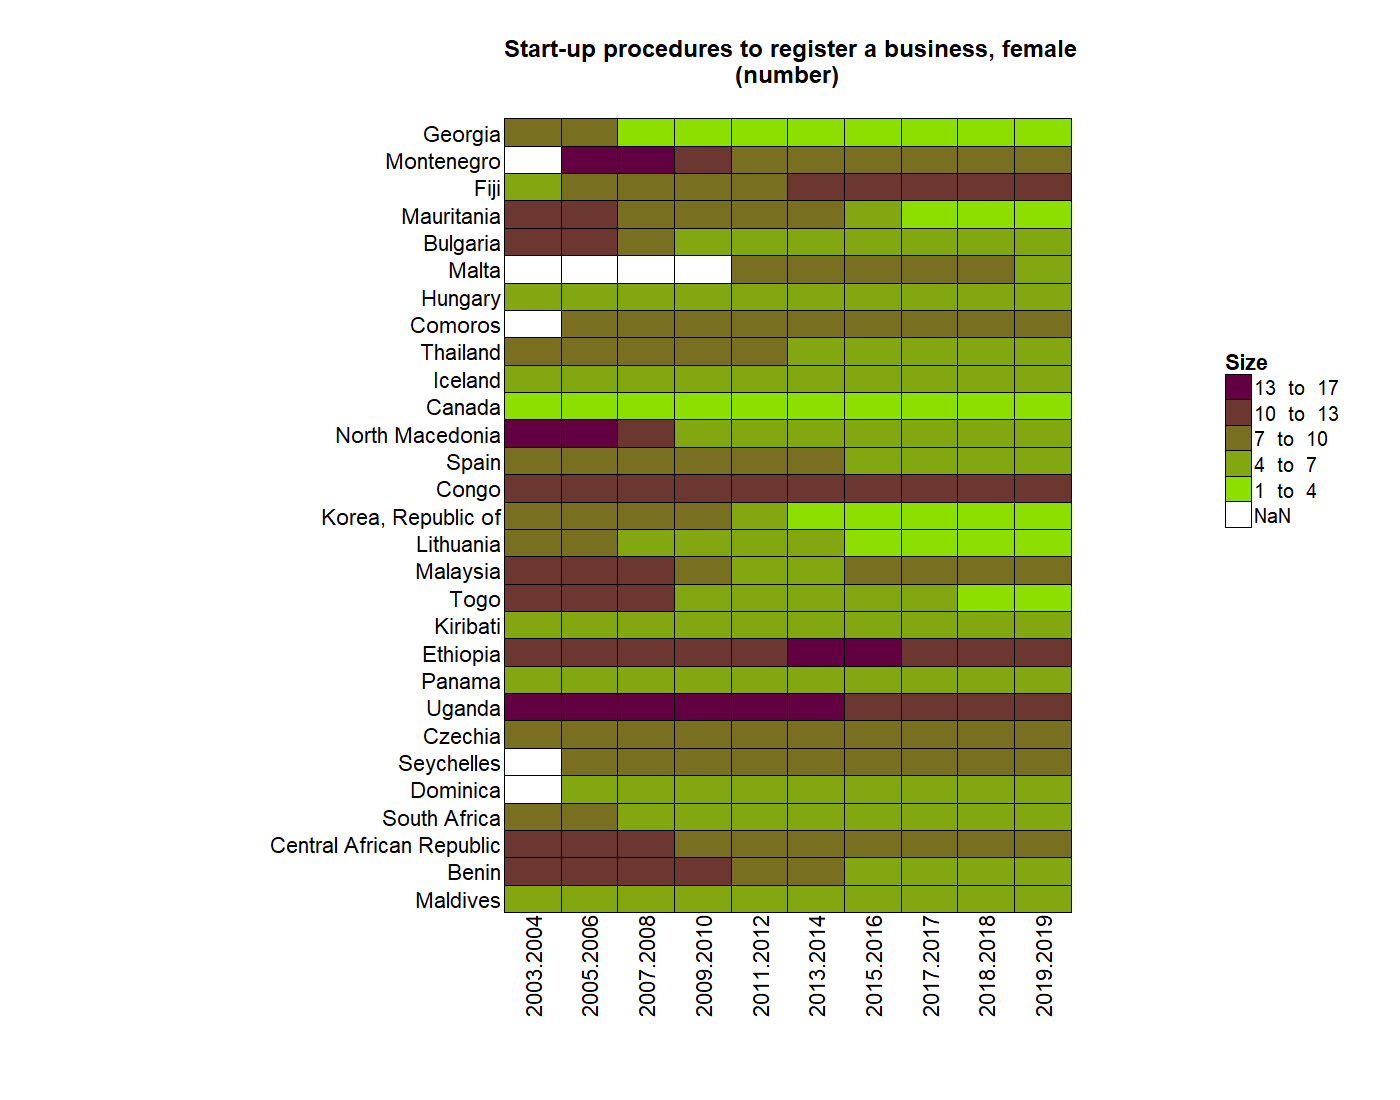 Start-up procedures to register a business, female
(number)
Georgia
Montenegro
Fiji
Mauritania
Bulgaria
Malta
Hungary
Comoros
Thailand
Iceland
Canada
North Macedonia
Spain
Congo
Korea, Republic of
Lithuania
Malaysia
Togo
Kiribati
Ethiopia
Panama
Uganda
Czechia
Seychelles
Dominica
South Africa
Central African Republic
Benin
Maldives
2003.2004
2005.2006
2007.2008
2009.2010
2011.2012
2013.2014
2015.2016
2017.2017
2018.2018
2019.2019
Size
13 to 17
10 to 13
7 to 10
4 to 7
1 to 4
NaN